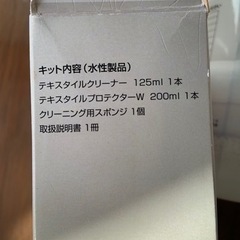 キット内容(水性製品)
テキスタイルクリーナー 125ml 1本
テキスタイルプロテクターW 200ml 1本
クリーニング用スポンジ 1個
取扱説明書 1冊